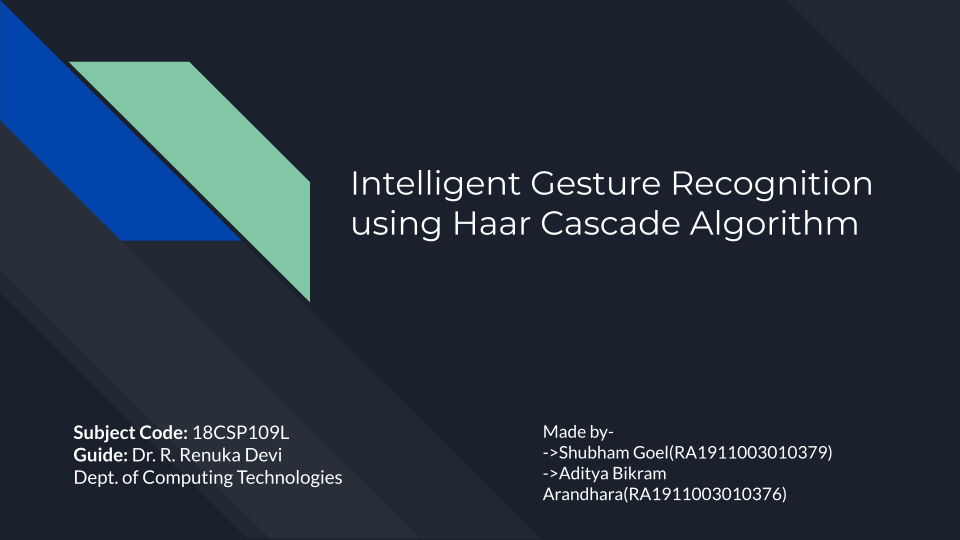 Intelligent Gesture Recognition
using Haar Cascade Algorithm
Subject Code: 18CSP109L
Guide: Dr. R. Renuka Devi
Dept. of Computing Technologies
Made by-
->Shubham Goel(RA1911003010379)
->Aditya Bikram
Arandhara(RA1911003010376)